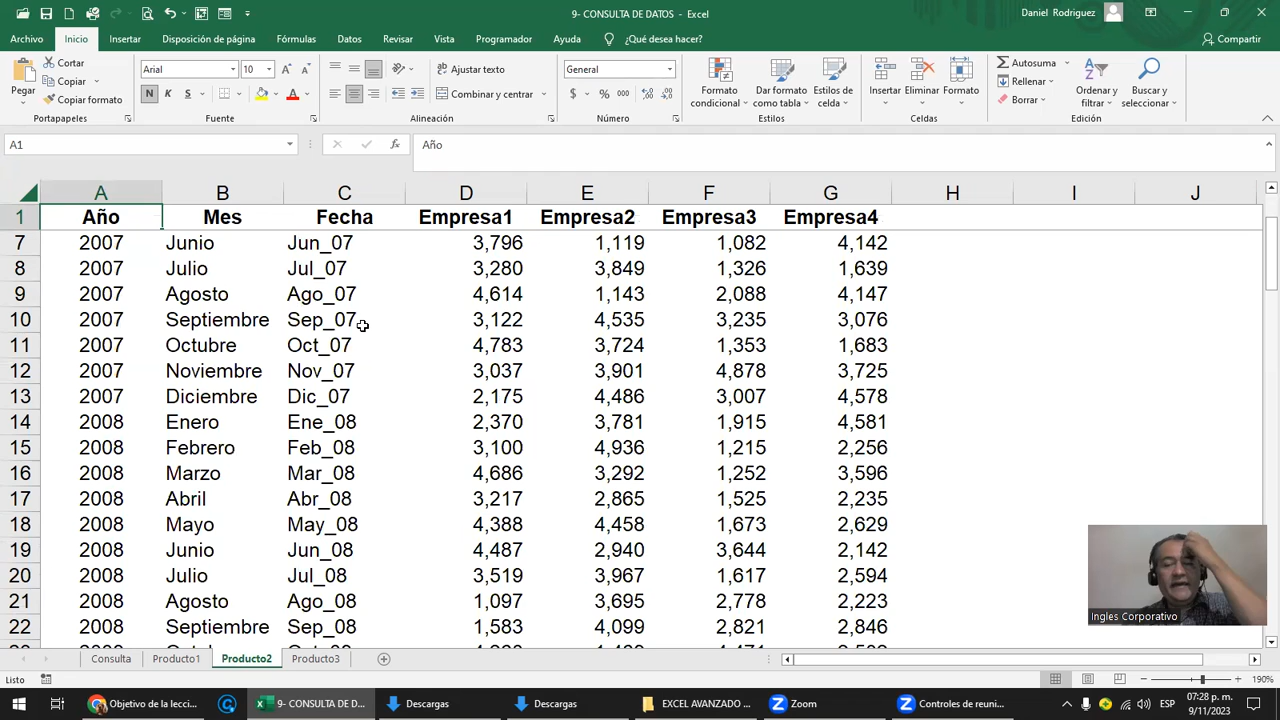 9- CONSULTA DE DATOS - Excel
Daniel Rodriguez
Archivo Inicio Insertar Disposición de página Fórmulas Datos Revisar Vista Programador Ayuda ¿Qué desea hacer? Compartir
Pegar
Cortar
Copiar
Copiar formato
Portapapeles
Arial 10
N K S
Fuente
Ajustar texto
Combinar y centrar
Alineación
General
$ % 000
Número
Formato condicional
Dar formato como tabla
Estilos de celda
Estilos
Insertar Eliminar Formato
Celdas
Autosuma
Rellenar
Borrar
Ordenar y filtrar
Buscar y seleccionar
Edición
A1 fx Año
A B C D E F G H I J
1 Año Mes Fecha Empresa1 Empresa2 Empresa3 Empresa4
7 2007 Junio Jun_07 3,796 1,119 1,082 4,142
8 2007 Julio Jul_07 3,280 3,849 1,326 1,639
9 2007 Agosto Ago_07 4,614 1,143 2,088 4,147
10 2007 Septiembre Sep_07 3,122 4,535 3,235 3,076
11 2007 Octubre Oct_07 4,783 3,724 1,353 1,683
12 2007 Noviembre Nov_07 3,037 3,901 4,878 3,725
13 2007 Diciembre Dic_07 2,175 4,486 3,007 4,578
14 2008 Enero Ene_08 2,370 3,781 1,915 4,581
15 2008 Febrero Feb_08 3,100 4,936 1,215 2,256
16 2008 Marzo Mar_08 4,686 3,292 1,252 3,596
17 2008 Abril Abr_08 3,217 2,865 1,525 2,235
18 2008 Mayo May_08 4,388 4,458 1,673 2,629
19 2008 Junio Jun_08 4,487 2,940 3,644 2,142
20 2008 Julio Jul_08 3,519 3,967 1,617 2,594
21 2008 Agosto Ago_08 1,097 3,695 2,778 2,223
22 2008 Septiembre Sep_08 1,583 4,099 2,821 2,846
Ingles Corporativo
Consulta Producto1 Producto2 Producto3
Listo 190%
Objetivo de la lecci... 9- CONSULTA DE D... Descargas Descargas EXCEL AVANZADO ... Zoom Controles de reuni... ESP
07:28 p. m.
9/11/2023